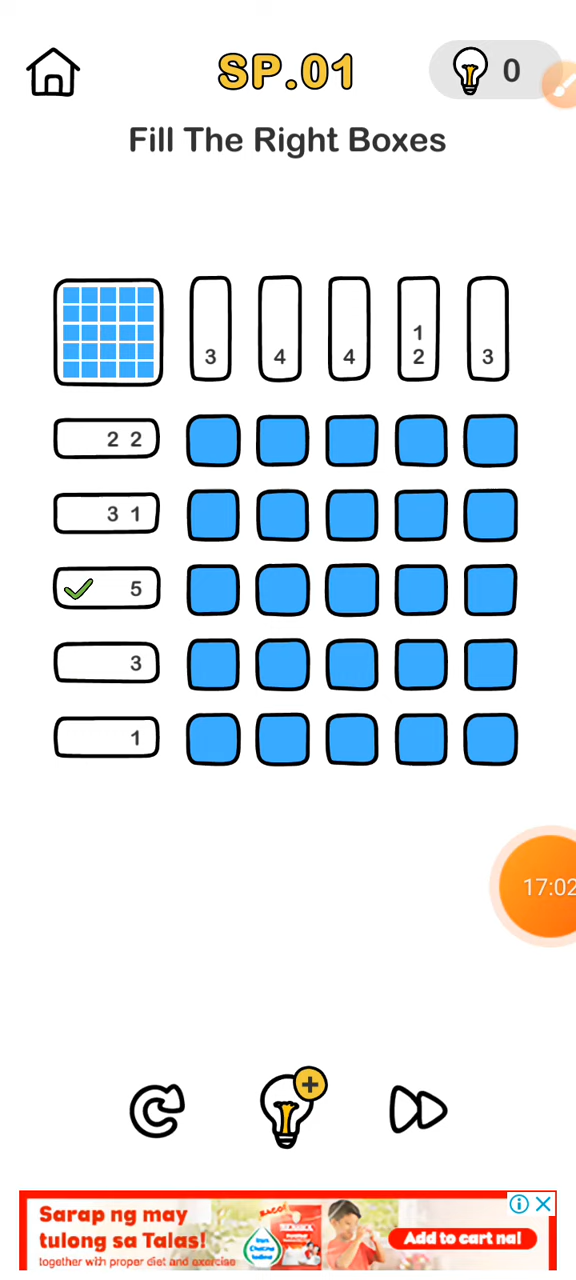 SP.01
0
Fill The Right Boxes
3 4 4 1 2 3
2 2
3 1
5
3
1
17:02
Sarap ng may
tulong sa Talas!
together with proper diet and exercise
Add to cart na!